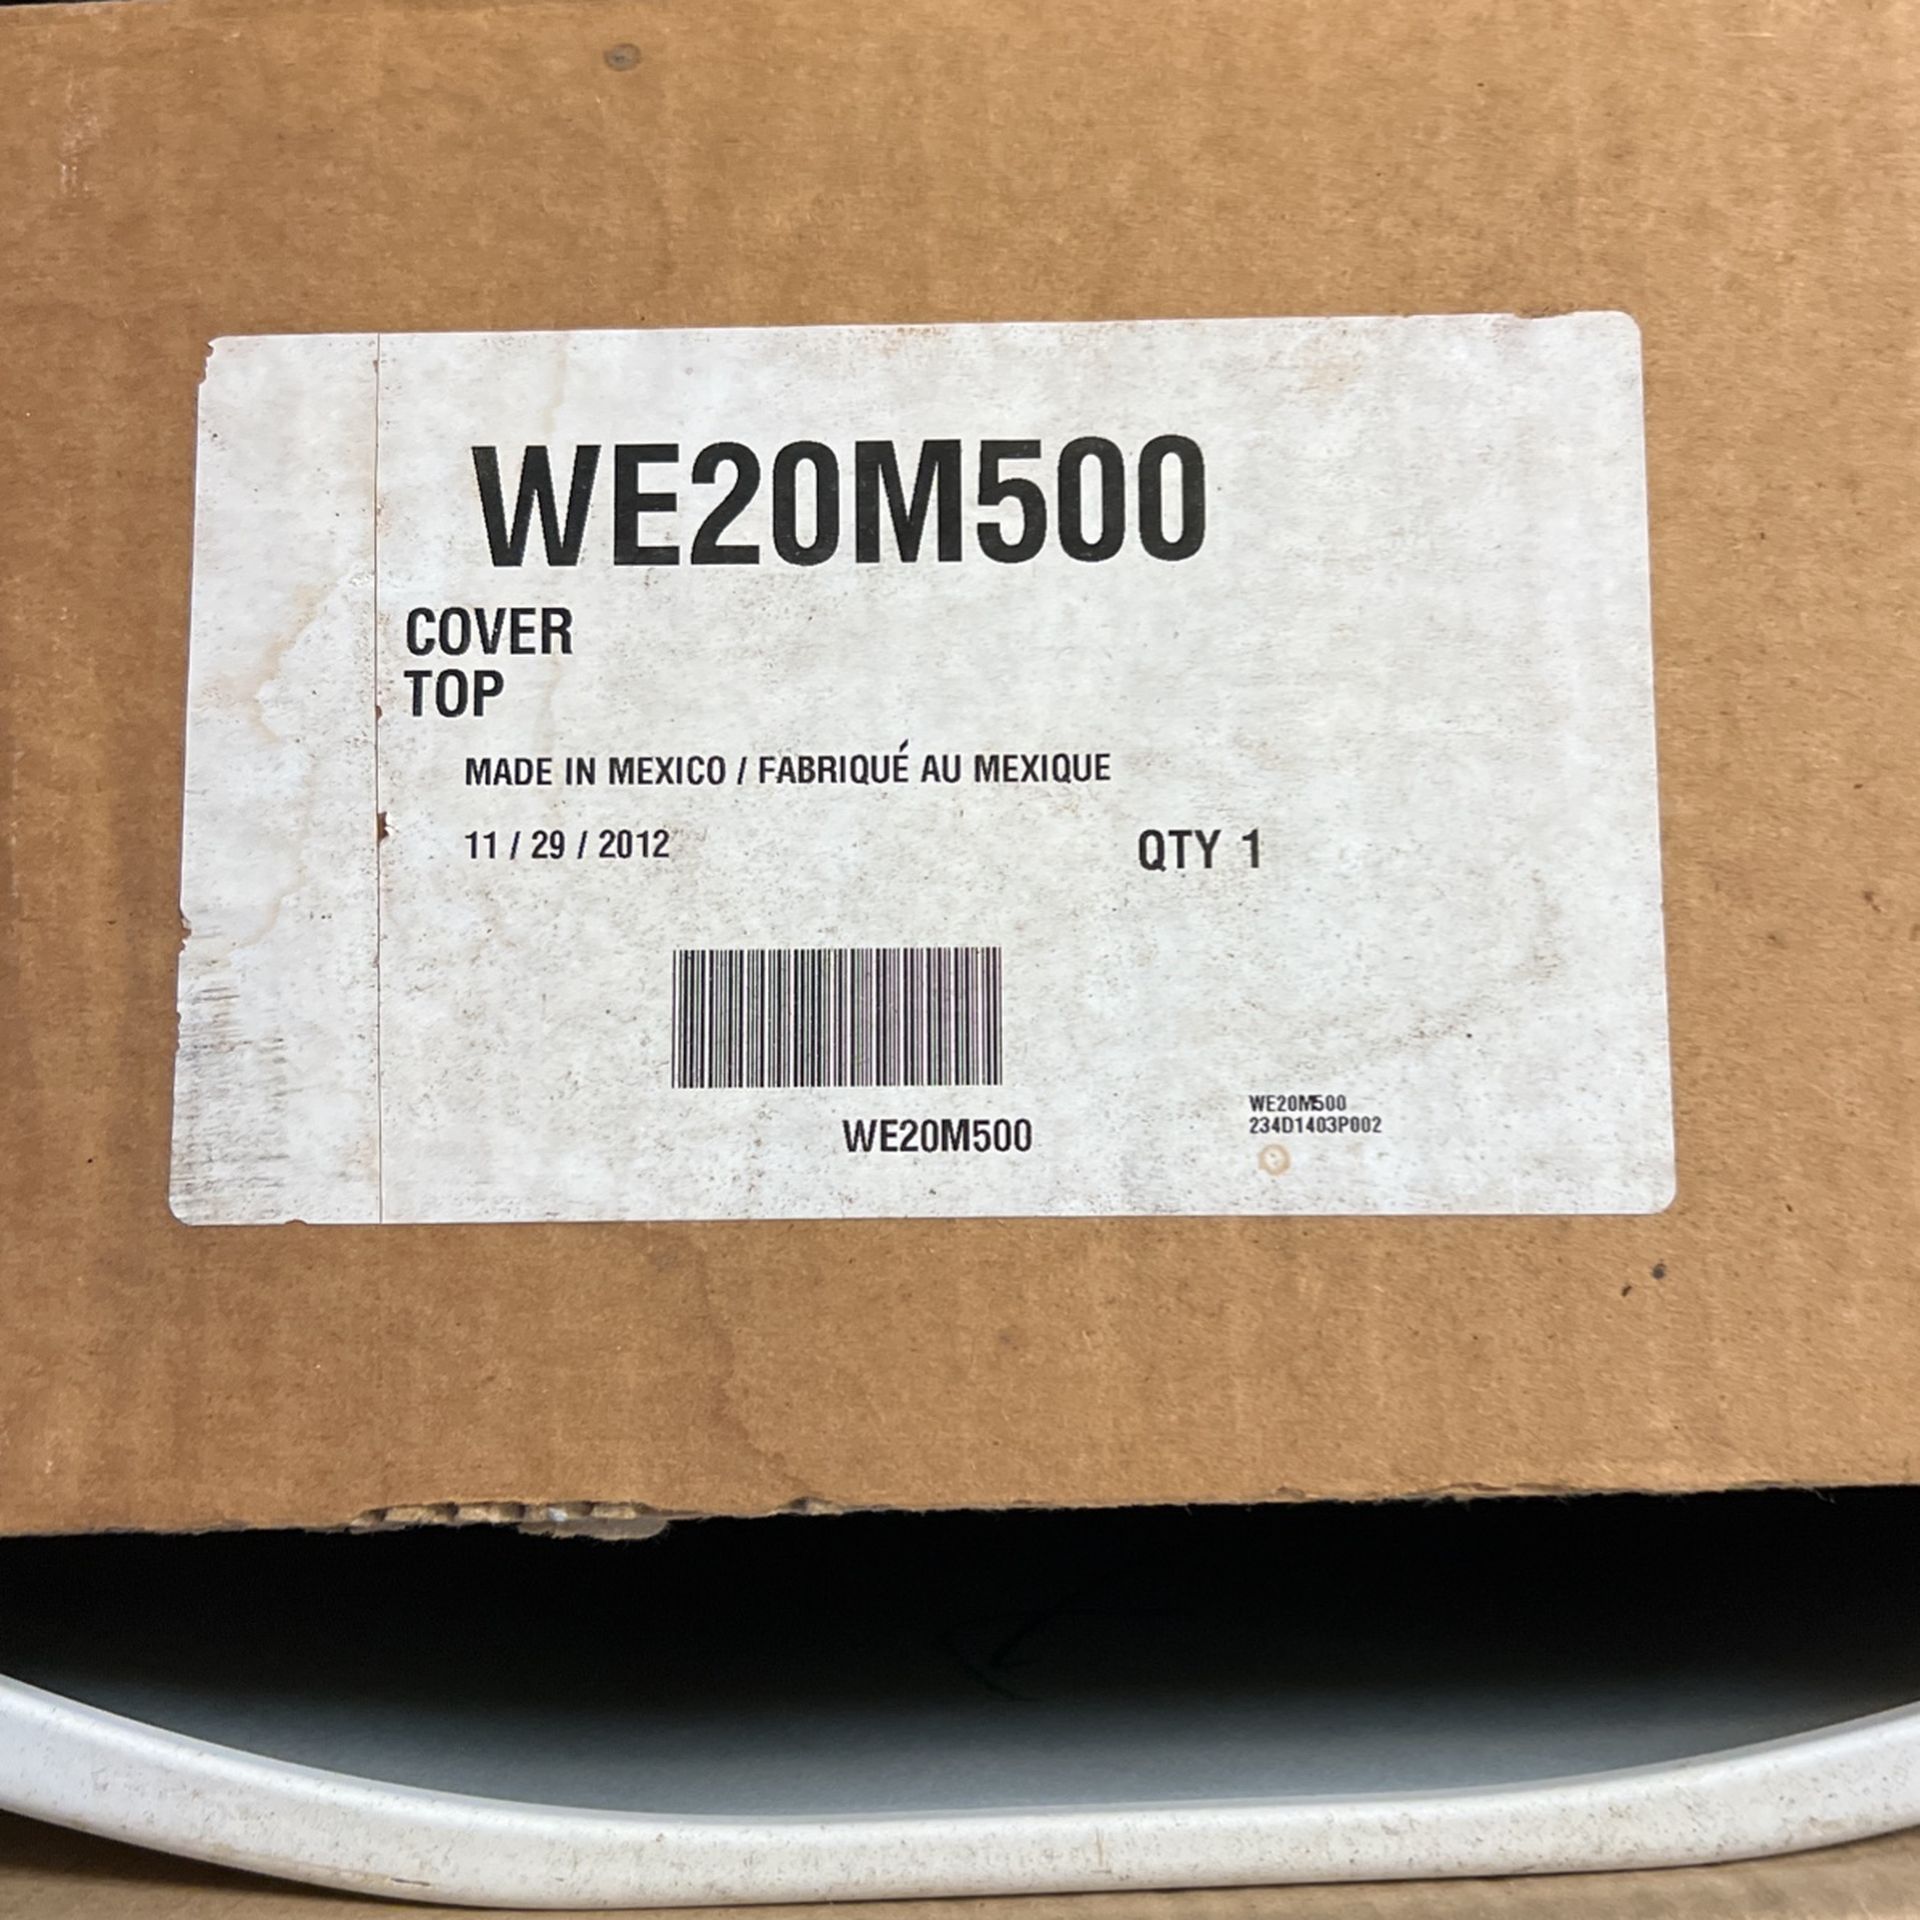 WE20M500
COVER
TOP
MADE IN MEXICO / FABRIQUÉ AU MEXIQUE
11 / 29 / 2012 QTY 1
WE20M500
WE20M500
234D1403P002